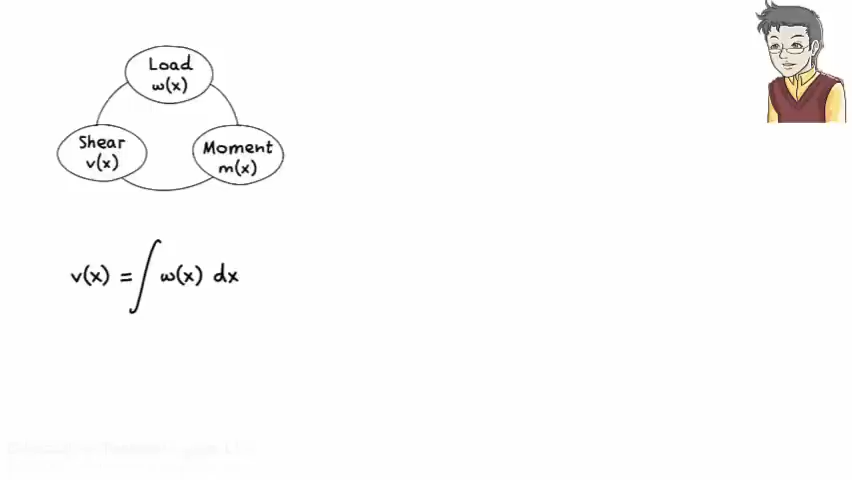 Load
w(x)
Shear
v(x)
Moment
m(x)
v(x) = ∫ w(x) dx